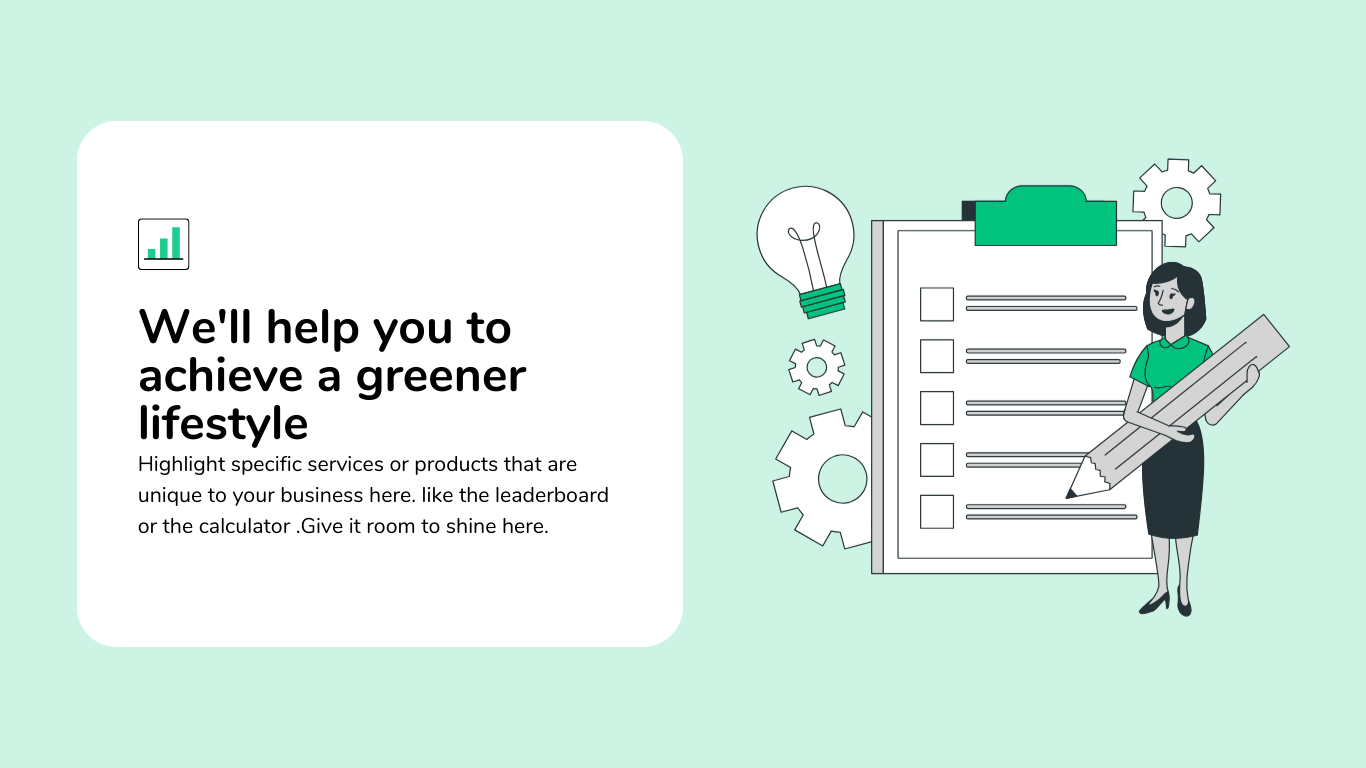 We'll help you to
achieve a greener
lifestyle
Highlight specific services or products that are
unique to your business here. like the leaderboard
or the calculator .Give it room to shine here.